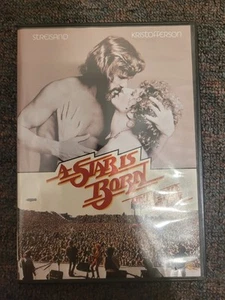 STREISAND KRISTOFFERSON
A STAR IS
BORN